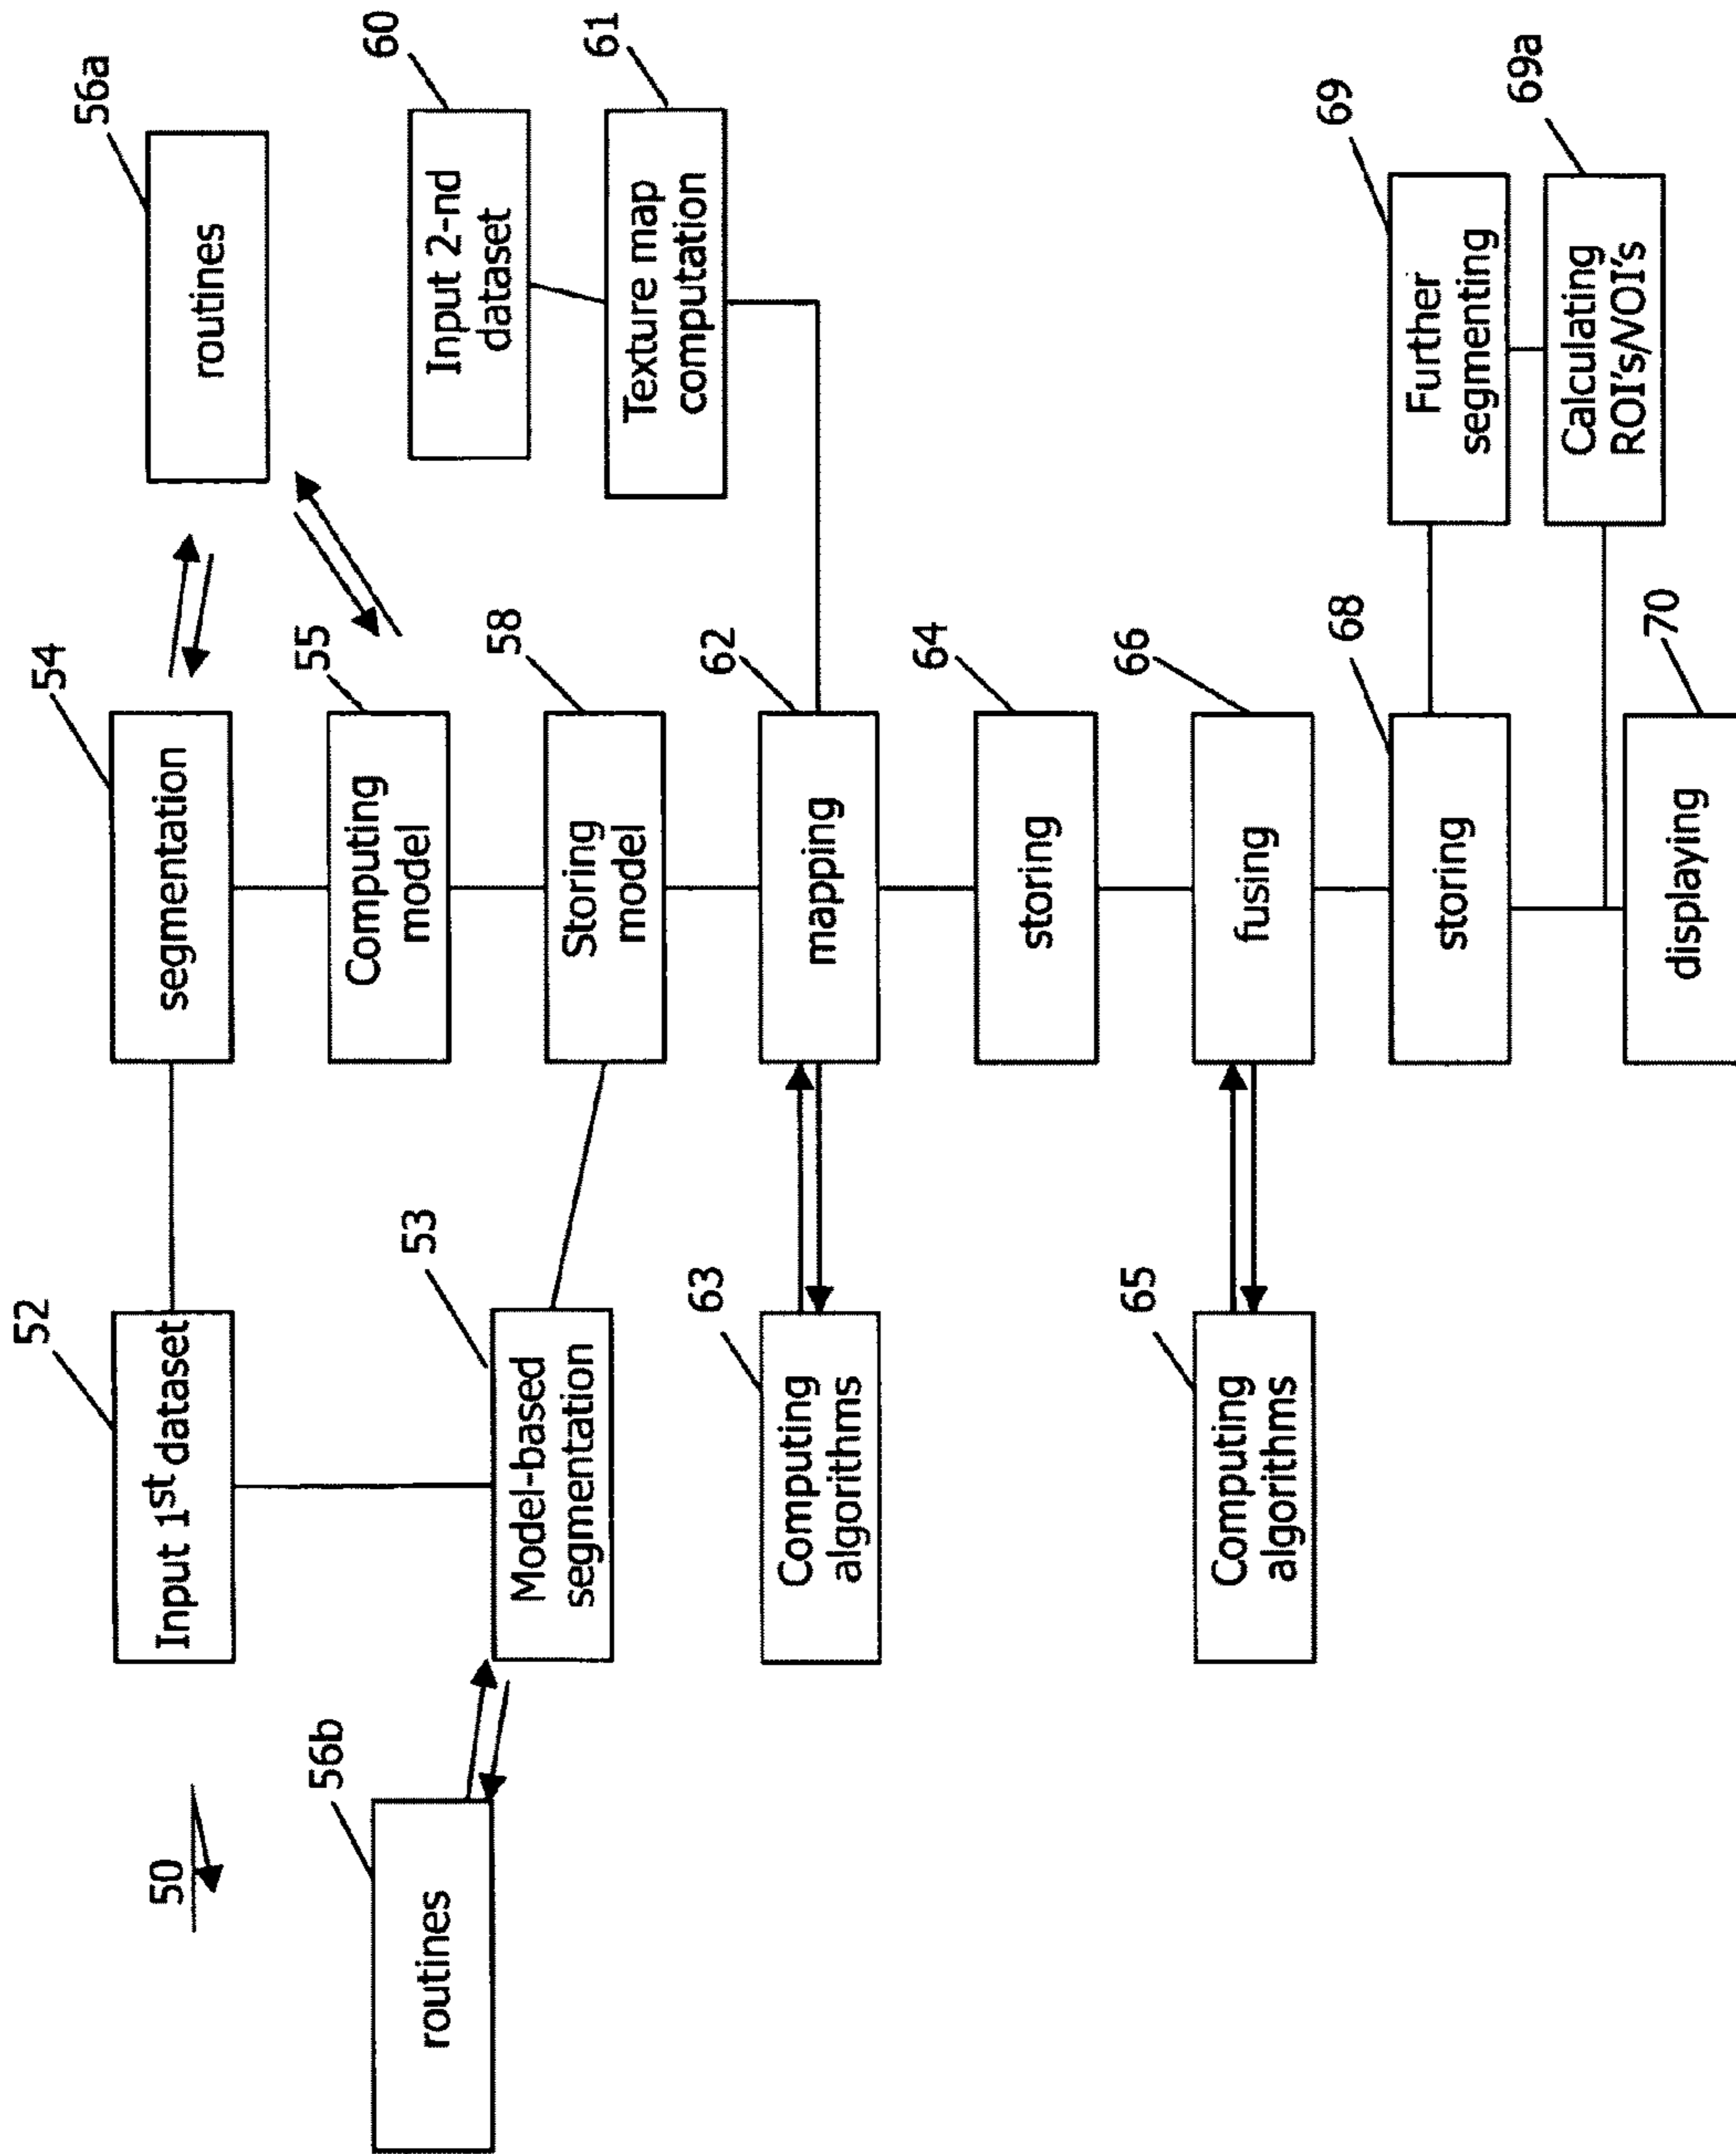 50
52
Input 1st dataset
54
segmentation
56a
routines
56b
routines
53
Model-based
segmentation
55
Computing
model
58
Storing
model
60
Input 2-nd
dataset
61
Texture map
computation
63
Computing
algorithms
62
mapping
64
storing
65
Computing
algorithms
66
fusing
68
storing
69
Further
segmenting
69a
Calculating
ROI's/VOI's
70
displaying